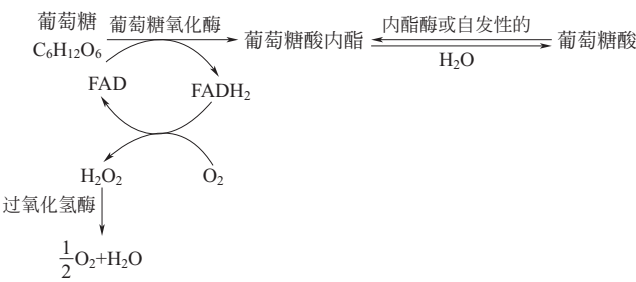 葡萄糖 葡萄糖氧化酶 内酯酶或自发性的
C₆H₁₂O₆ 葡萄糖酸内酯 H₂O 葡萄糖酸
FAD FADH₂
H₂O₂ O₂
过氧化氢酶
1/2 O₂+H₂O